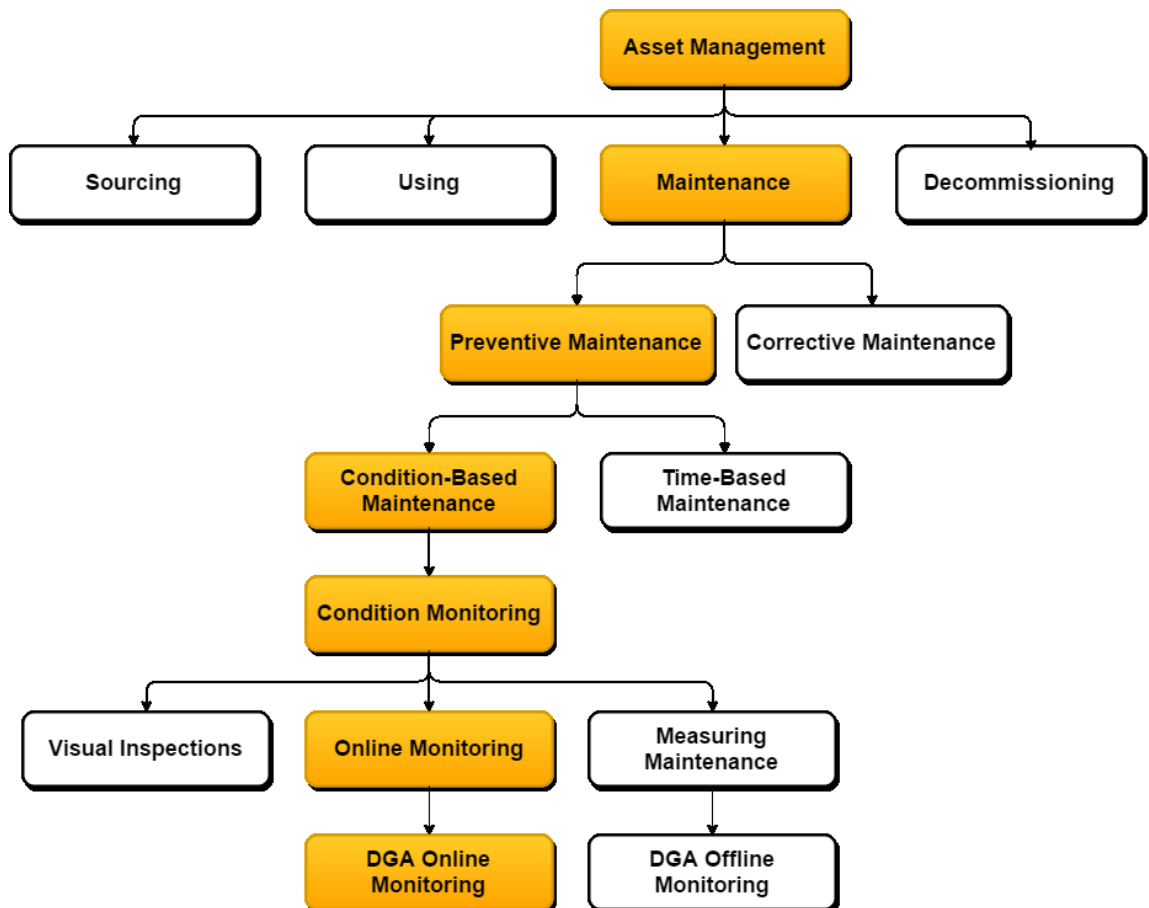 Asset Management
Sourcing
Using
Maintenance
Decommissioning
Preventive Maintenance
Corrective Maintenance
Condition-Based
Maintenance
Time-Based
Maintenance
Condition Monitoring
Visual Inspections
Online Monitoring
Measuring
Maintenance
DGA Online
Monitoring
DGA Offline
Monitoring